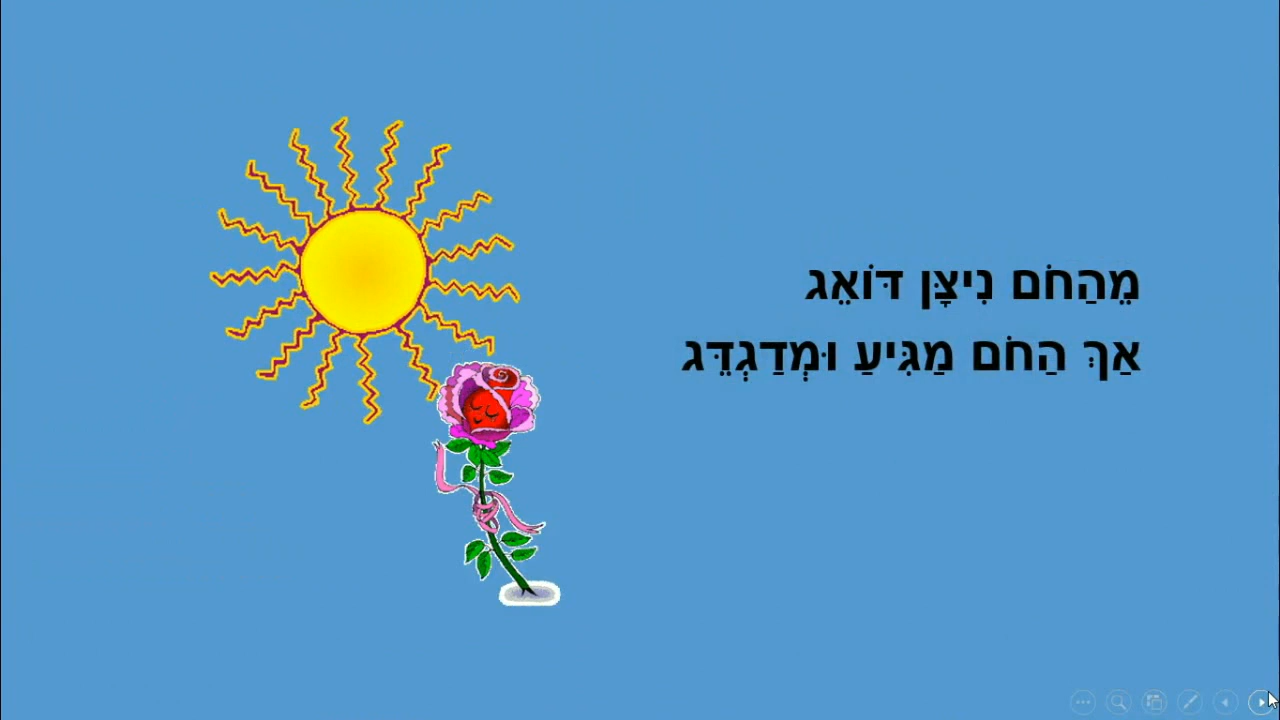 מֵהַחֹם נִיצָּן דּוֹאֵג
אַךְ הַחֹם מַגִּיעַ וּמְדַגְדֵּג